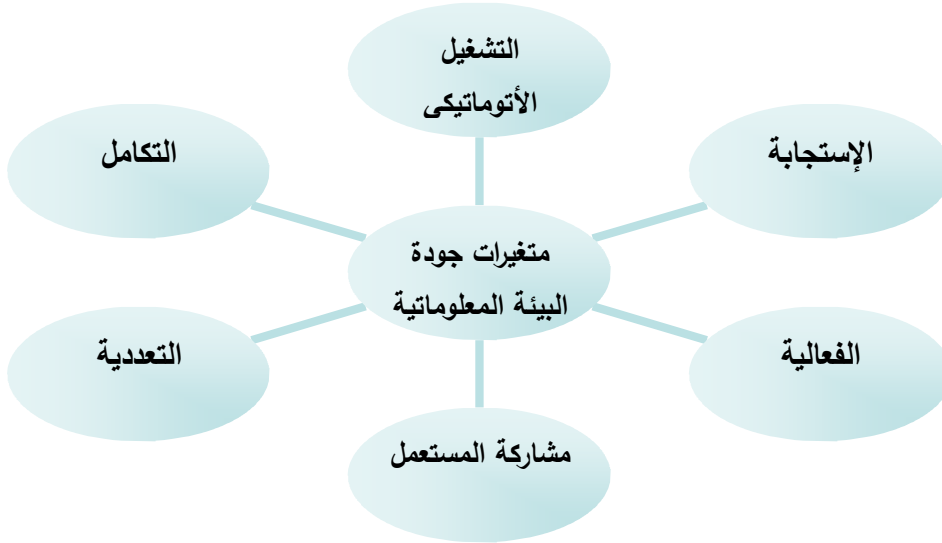 التشغيل
الأتوماتيكى
الإستجابة
التكامل
متغيرات جودة
البيئة المعلوماتية
الفعالية
التعددية
مشاركة المستعمل